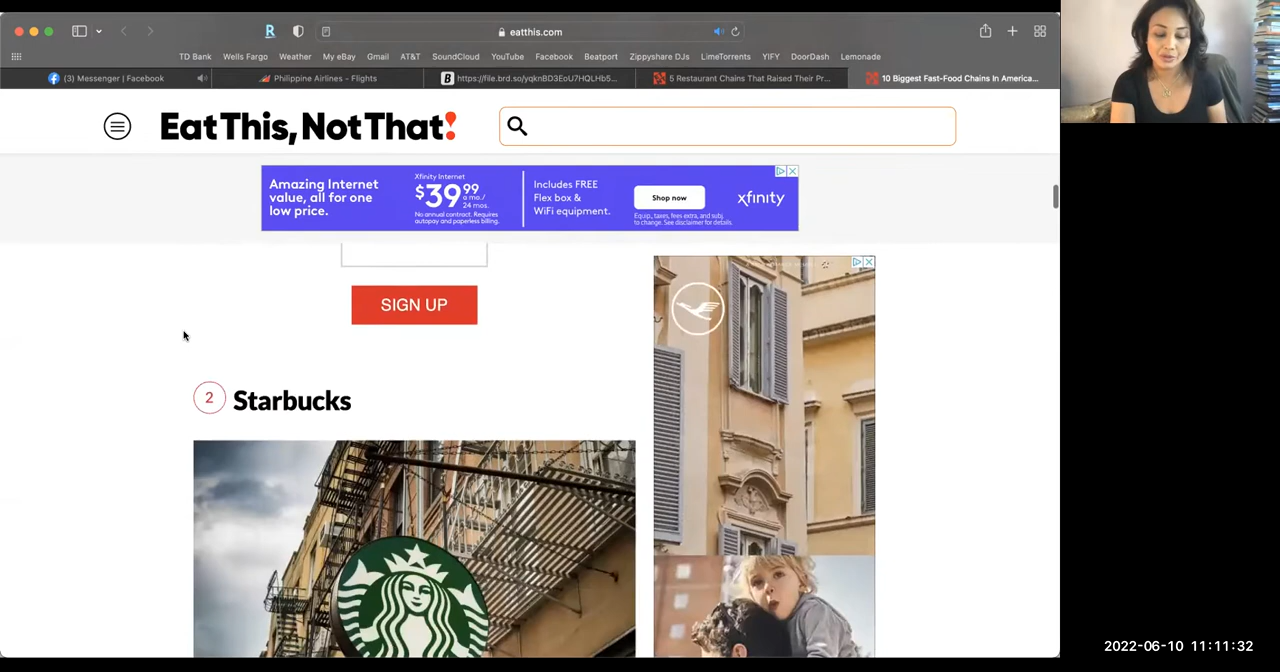 eatthis.com
TD Bank Wells Fargo Weather My eBay Gmail AT&T SoundCloud YouTube Facebook Beatport Zippyshare DJs LimeTorrents YIFY DoorDash Lemonade
(3) Messenger | Facebook
Philippine Airlines - Flights
https://file.brd.so/yqknBD3EoU7HQLHb5...
5 Restaurant Chains That Raised Their Pr...
10 Biggest Fast-Food Chains In America...
Eat This, Not That!
Amazing Internet
value, all for one
low price.
Xfinity Internet
$39.99
a mo./
24 mos.
No annual contract. Requires
autopay and paperless billing.
Includes FREE
Flex box &
WiFi equipment.
Shop now
Equip., taxes, fees extra, and subj.
to change. See disclaimer for details.
xfinity
SIGN UP
2 Starbucks
2022-06-10 11:11:32